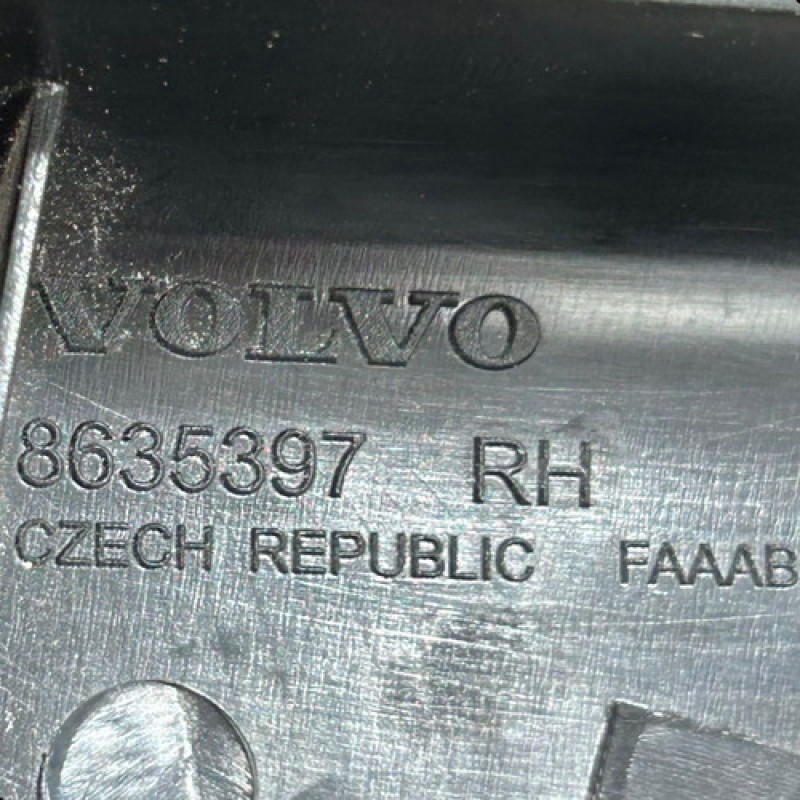 VOLVO
8635397 RH
CZECH REPUBLIC FAAAB